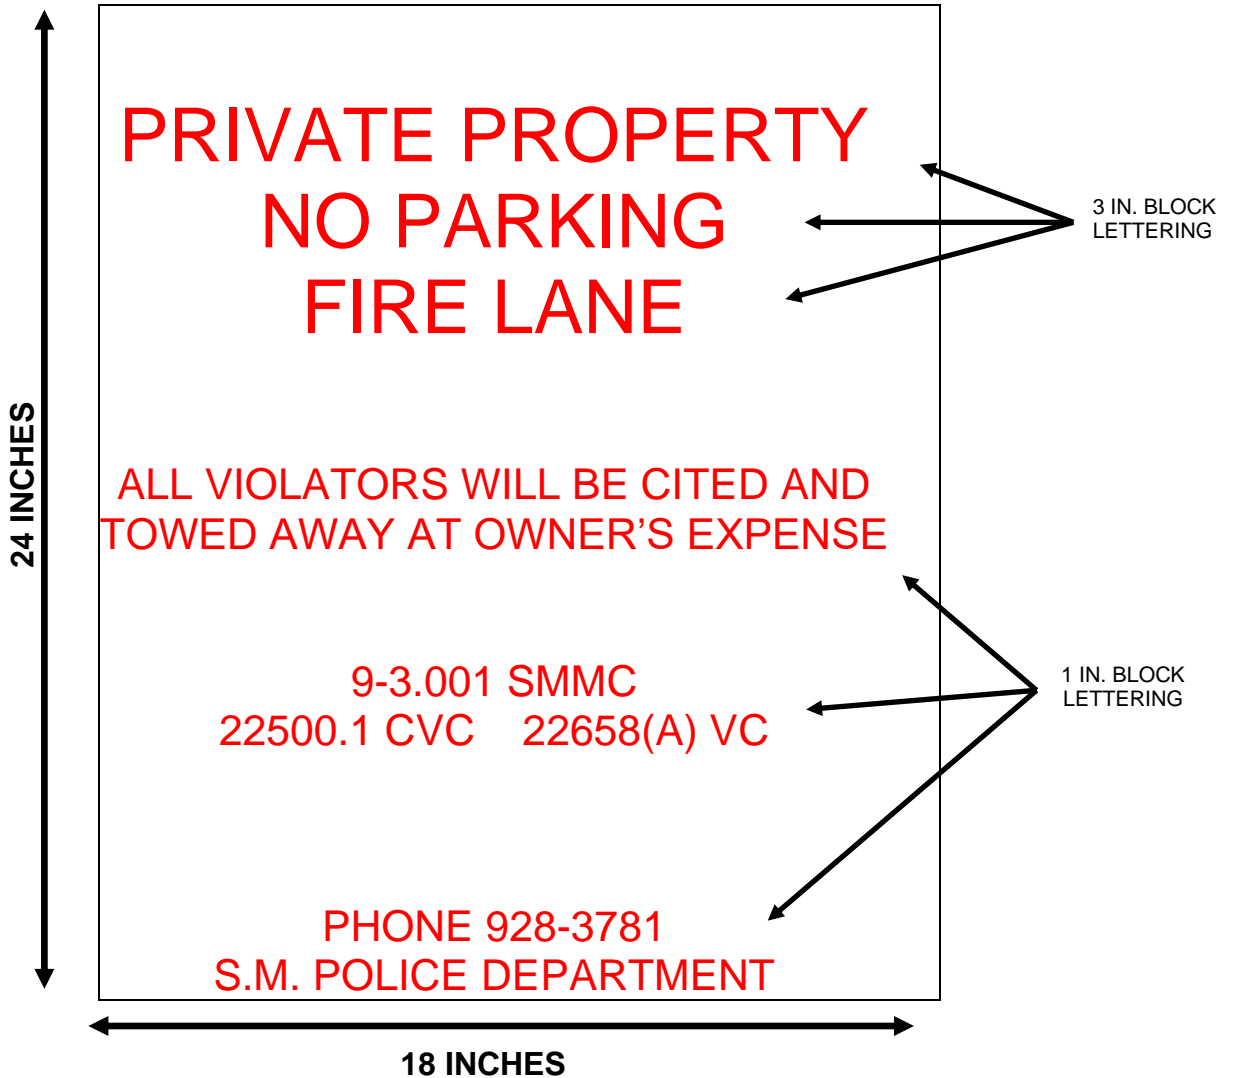 PRIVATE PROPERTY
NO PARKING
FIRE LANE
3 IN. BLOCK
LETTERING
24 INCHES
ALL VIOLATORS WILL BE CITED AND
TOWED AWAY AT OWNER’S EXPENSE
9-3.001 SMMC
22500.1 CVC 22658(A) VC
1 IN. BLOCK
LETTERING
PHONE 928-3781
S.M. POLICE DEPARTMENT
18 INCHES